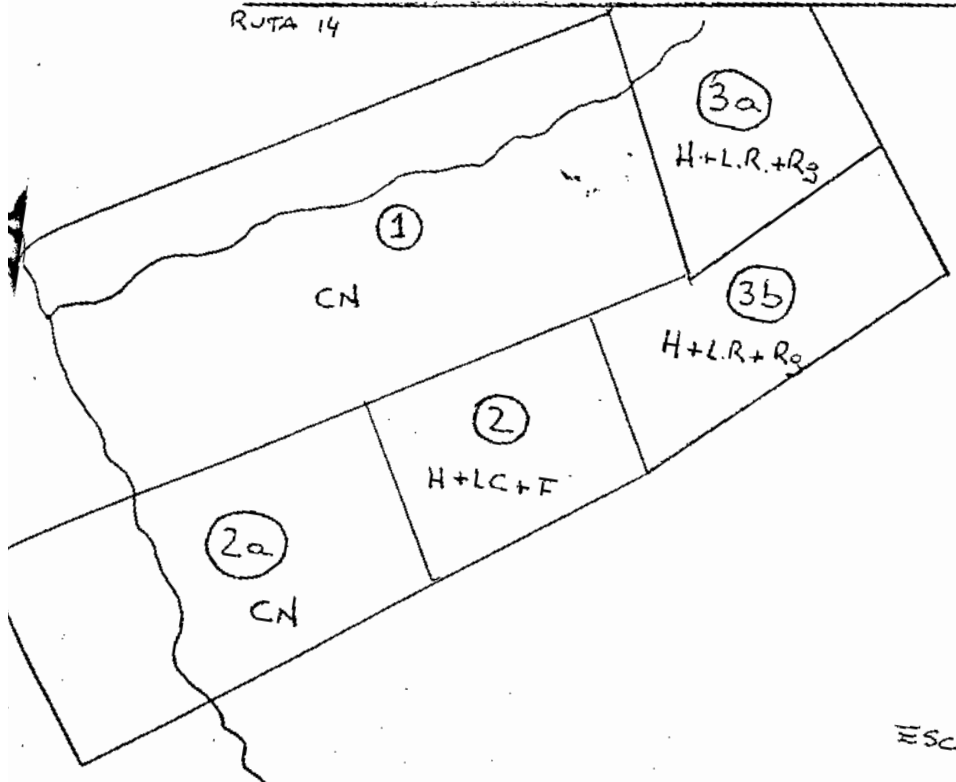 RUTA 14
3a
H+L.R.+Rg
1
CN
3b
H+L.R+Rg
2
H+LC+F
2a
CN
ESC